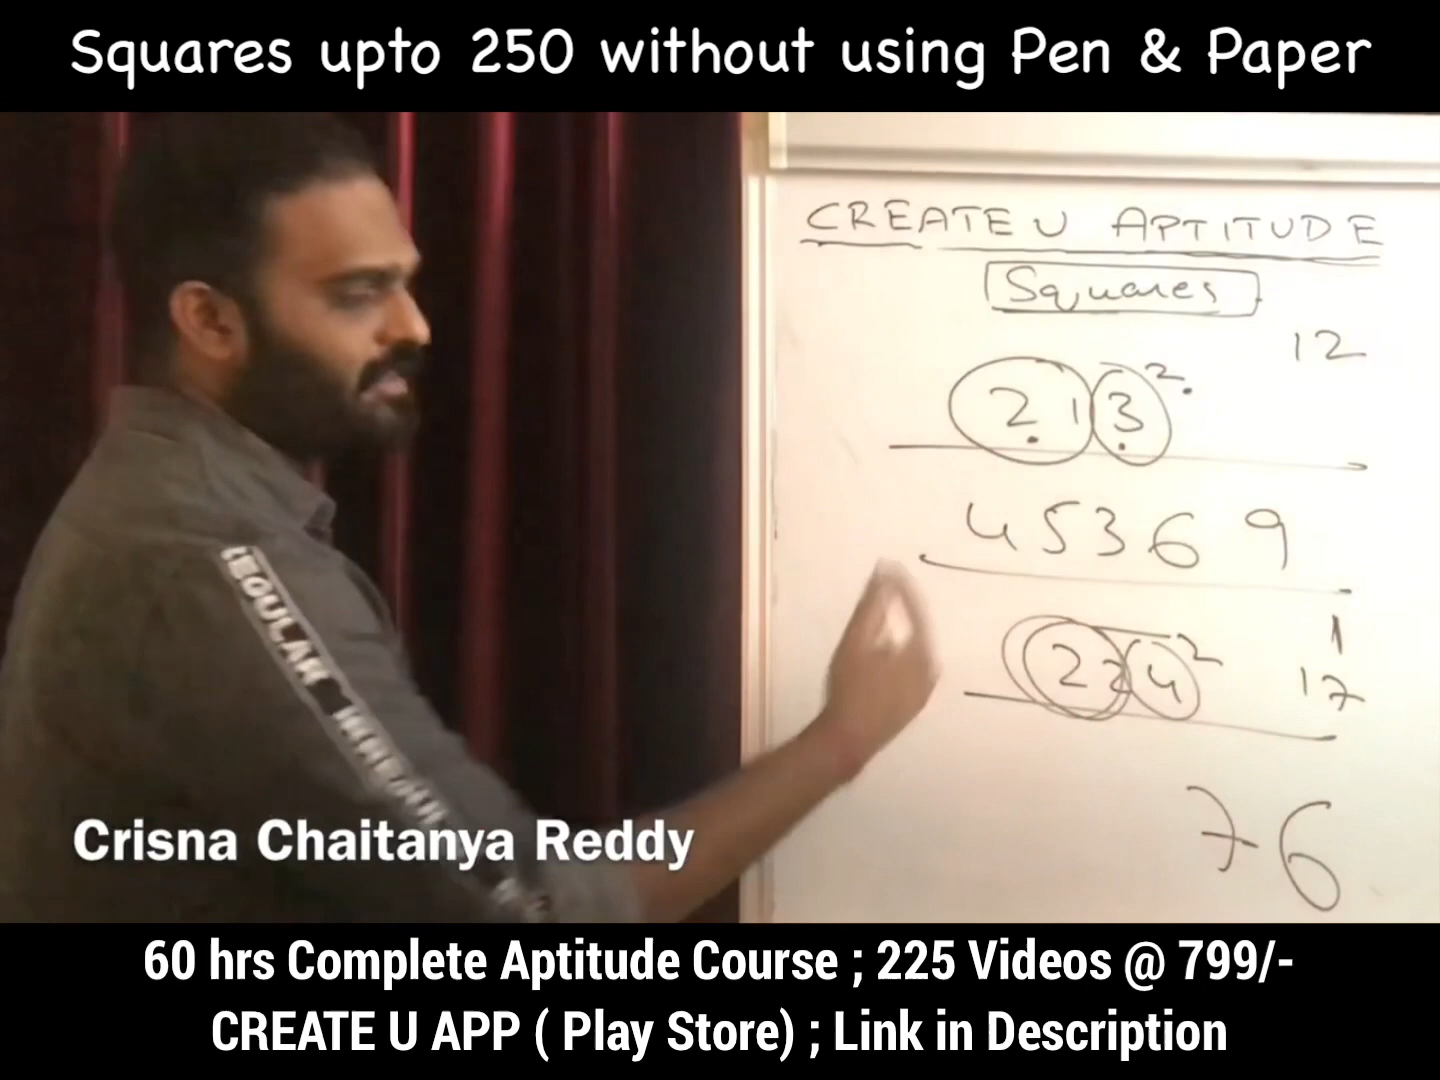 Squares upto 250 without using Pen & Paper
CREATE U APTITUDE
Squares
12
213²
45369
1
224² 17
76
Crisna Chaitanya Reddy
60 hrs Complete Aptitude Course ; 225 Videos @ 799/-
CREATE U APP ( Play Store) ; Link in Description